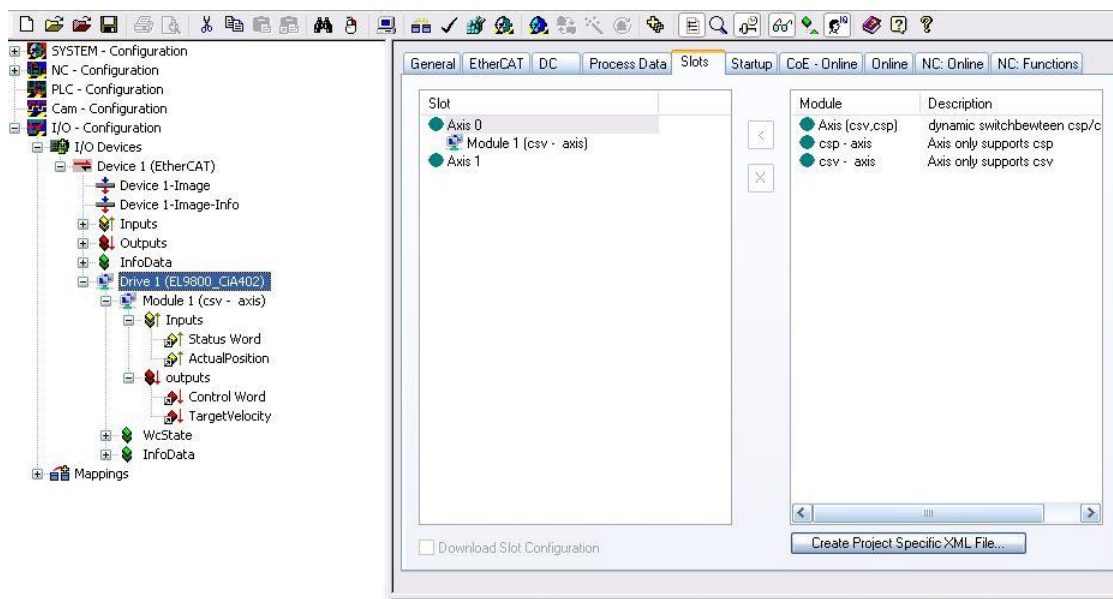 SYSTEM - Configuration
NC - Configuration
PLC - Configuration
Cam - Configuration
I/O - Configuration
I/O Devices
Device 1 (EtherCAT)
Device 1-Image
Device 1-Image-Info
Inputs
Outputs
InfoData
Drive 1 (EL9800_CiA402)
Module 1 (csv - axis)
Inputs
Status Word
ActualPosition
outputs
Control Word
TargetVelocity
WcState
InfoData
Mappings
General EtherCAT DC Process Data Slots Startup CoE - Online Online NC: Online NC: Functions
Slot
Axis 0
Module 1 (csv - axis)
Axis 1
< 
X
Module Description
Axis (csv,csp) dynamic switchbewteen csp/c
csp - axis Axis only supports csp
csv - axis Axis only supports csv
Download Slot Configuration
Create Project Specific XML File...